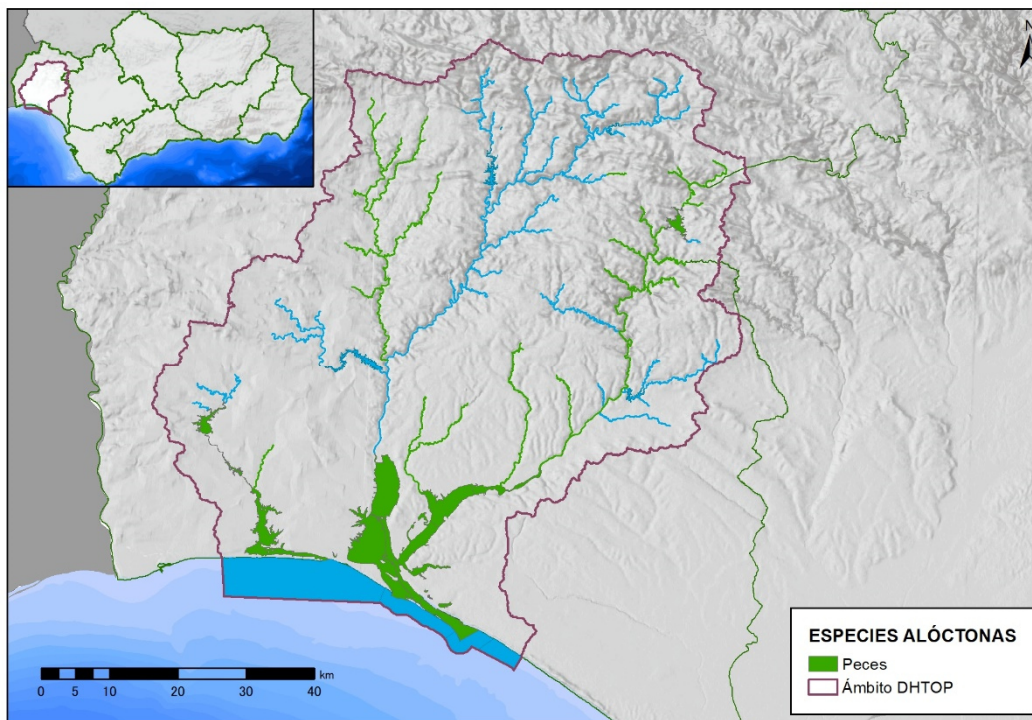 N
ESPECIES ALÓCTONAS
Peces
Ámbito DHTOP
km
0 5 10 20 30 40